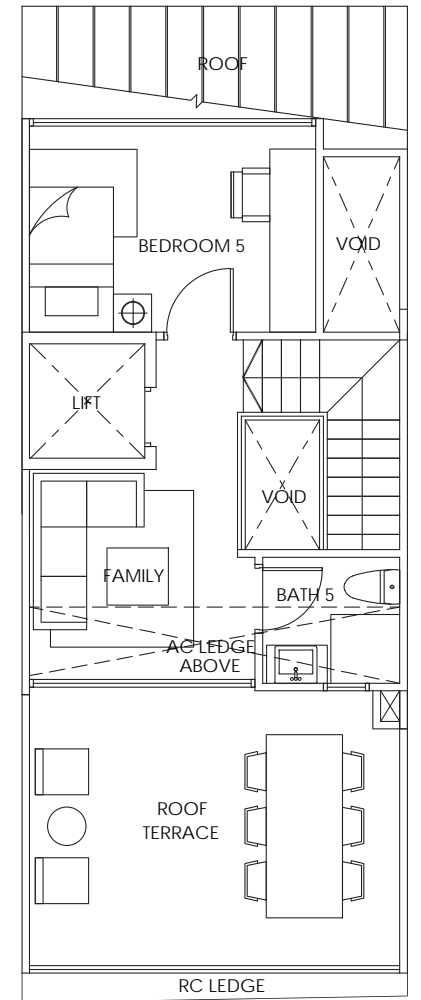 ROOF
BEDROOM 5
VOID
LIFT
VOID
FAMILY
BATH 5
AC LEDGE
ABOVE
ROOF
TERRACE
RC LEDGE